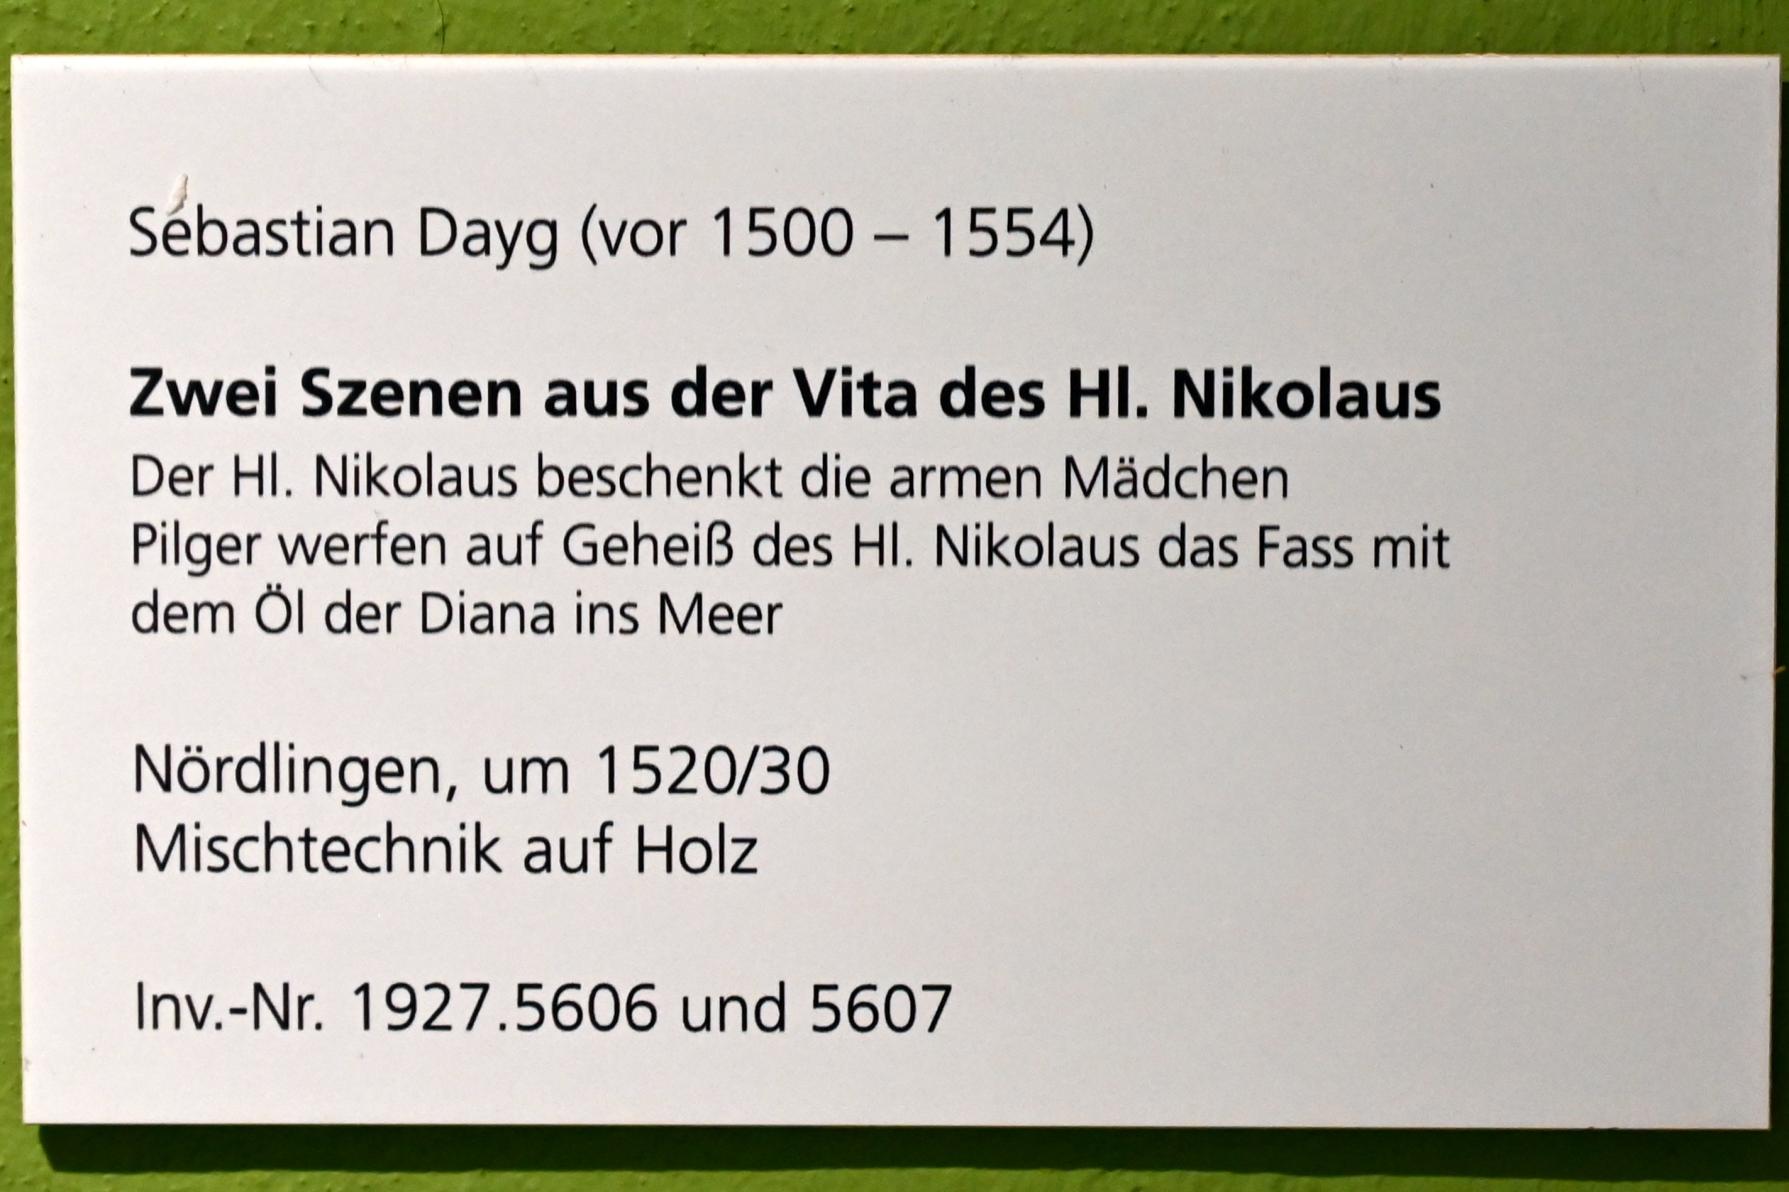 Sebastian Dayg (vor 1500 – 1554)
Zwei Szenen aus der Vita des Hl. Nikolaus
Der Hl. Nikolaus beschenkt die armen Mädchen
Pilger werfen auf Geheiß des Hl. Nikolaus das Fass mit
dem Öl der Diana ins Meer
Nördlingen, um 1520/30
Mischtechnik auf Holz
Inv.-Nr. 1927.5606 und 5607